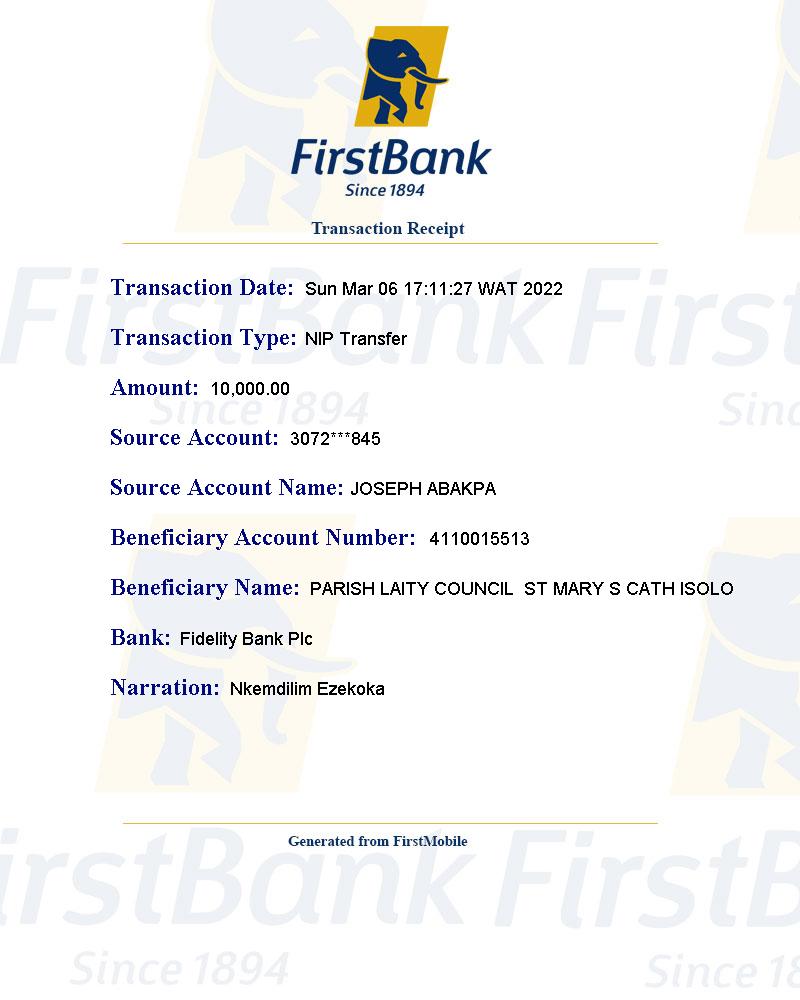 FirstBank
Since 1894
Transaction Receipt
Transaction Date: Sun Mar 06 17:11:27 WAT 2022
Transaction Type: NIP Transfer
Amount: 10,000.00
Source Account: 3072***845
Source Account Name: JOSEPH ABAKPA
Beneficiary Account Number: 4110015513
Beneficiary Name: PARISH LAITY COUNCIL ST MARY S CATH ISOLO
Bank: Fidelity Bank Plc
Narration: Nkemdilim Ezekoka
Generated from FirstMobile